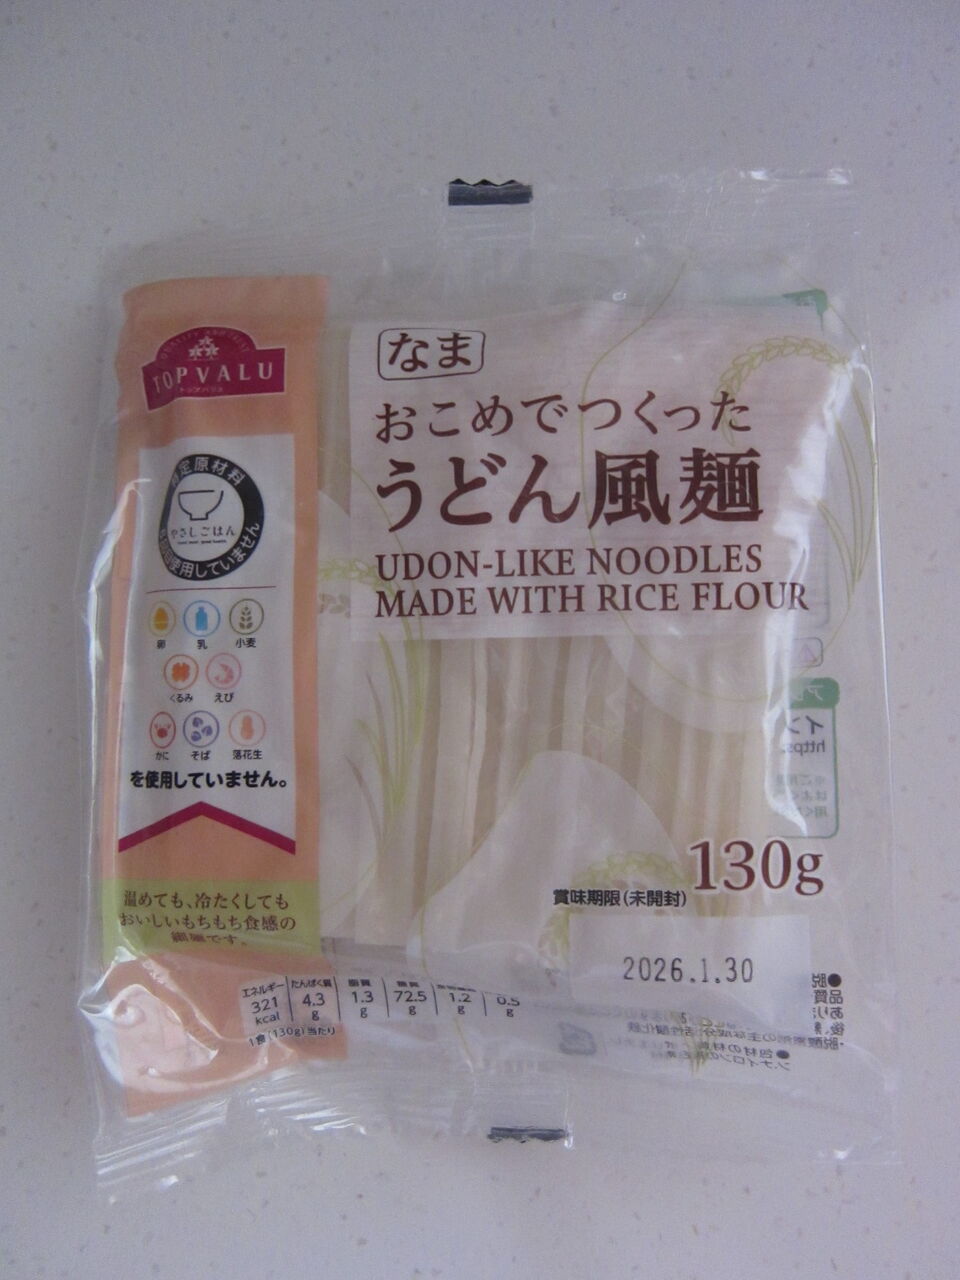 TOPVALU
トップバリュ
特定原材料
やさしごはん
使用していません
卵
乳
小麦
くるみ
えび
かに
そば
落花生
を使用していません。
温めても、冷たくしても
おいしいもちもち食感の
細麺です。
なま
おこめでつくった
うどん風麺
UDON-LIKE NOODLES
MADE WITH RICE FLOUR
130g
賞味期限(未開封)
2026.1.30
エネルギー
321
kcal
たんぱく質
4.3
g
脂質
1.3
g
糖質
72.5
g
1.2
g
0.5
g
1食(130g)当たり